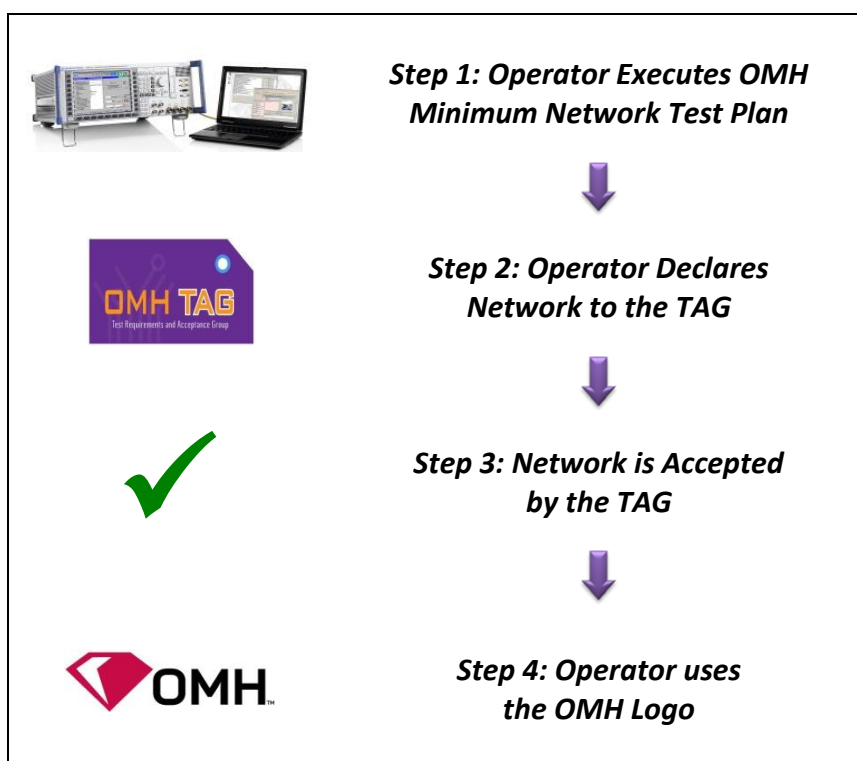 Step 1: Operator Executes OMH
Minimum Network Test Plan
OMH TAG
Test Requirements and Acceptance Group
Step 2: Operator Declares
Network to the TAG
Step 3: Network is Accepted
by the TAG
OMH™
Step 4: Operator uses
the OMH Logo